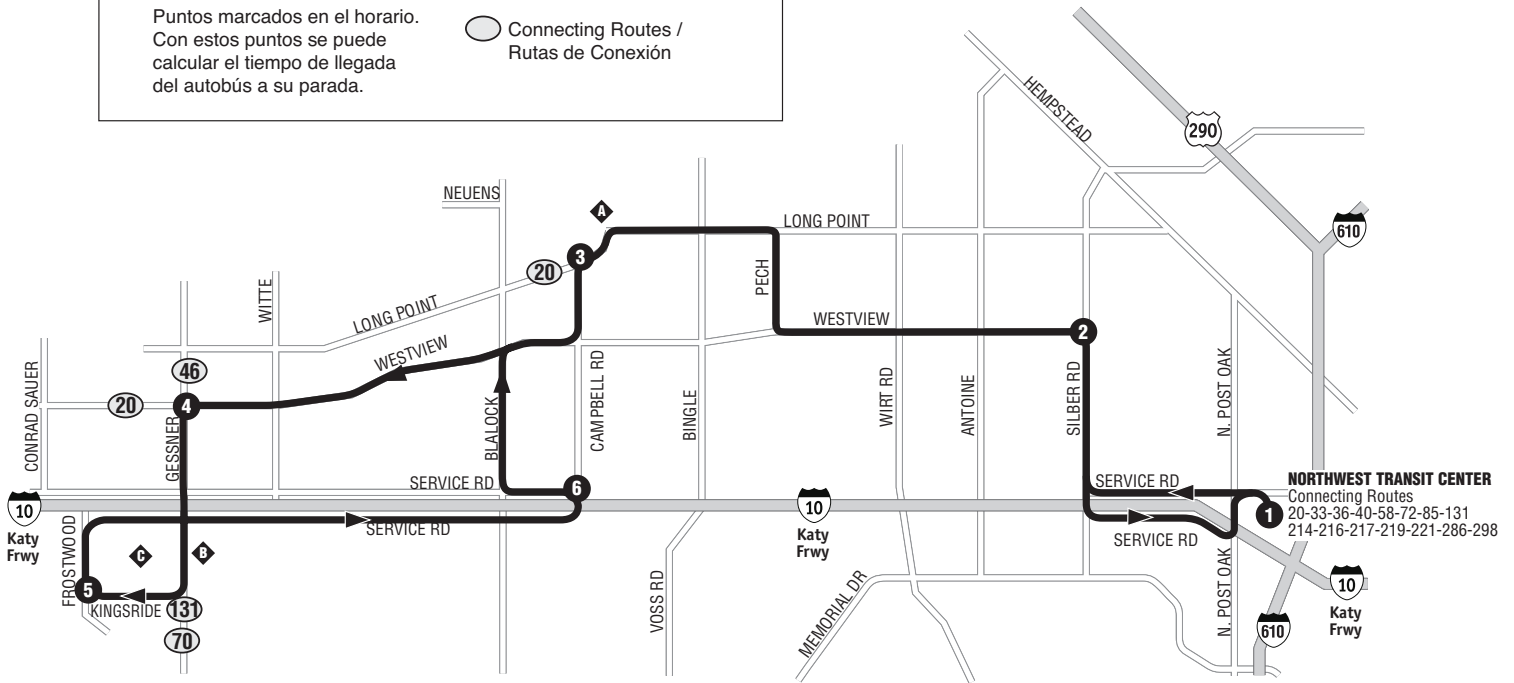 Puntos marcados en el horario.
Con estos puntos se puede
calcular el tiempo de llegada
del autobús a su parada.
Connecting Routes /
Rutas de Conexión
HEMPSTEAD
290
610
NEUENS
A
LONG POINT
3
20
PECH
WITTE
LONG POINT
WESTVIEW
2
WESTVIEW
46
CONRAD SAUER
20
4
GESSNER
BLALOCK
CAMPBELL RD
BINGLE
WIRT RD
ANTOINE
SILBER RD
N. POST OAK
SERVICE RD
6
SERVICE RD
NORTHWEST TRANSIT CENTER
Connecting Routes
20-33-36-40-58-72-85-131
214-216-217-219-221-286-298
1
10
Katy
Frwy
10
Katy
Frwy
SERVICE RD
SERVICE RD
FROSTWOOD
C
B
5
KINGSRIDE
131
70
VOSS RD
MEMORIAL DR
N. POST OAK
10
Katy
Frwy
610